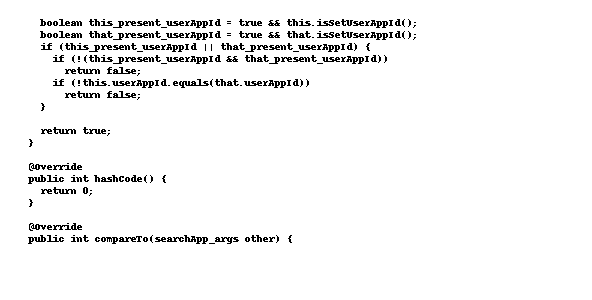 boolean this_present_userAppId = true && this.isSetUserAppId();
boolean that_present_userAppId = true && that.isSetUserAppId();
if (this_present_userAppId || that_present_userAppId) {
if (!(this_present_userAppId && that_present_userAppId))
return false;
if (!this.userAppId.equals(that.userAppId))
return false;
}
return true;
}
@Override
public int hashCode() {
return 0;
}
@Override
public int compareTo(searchApp_args other) {